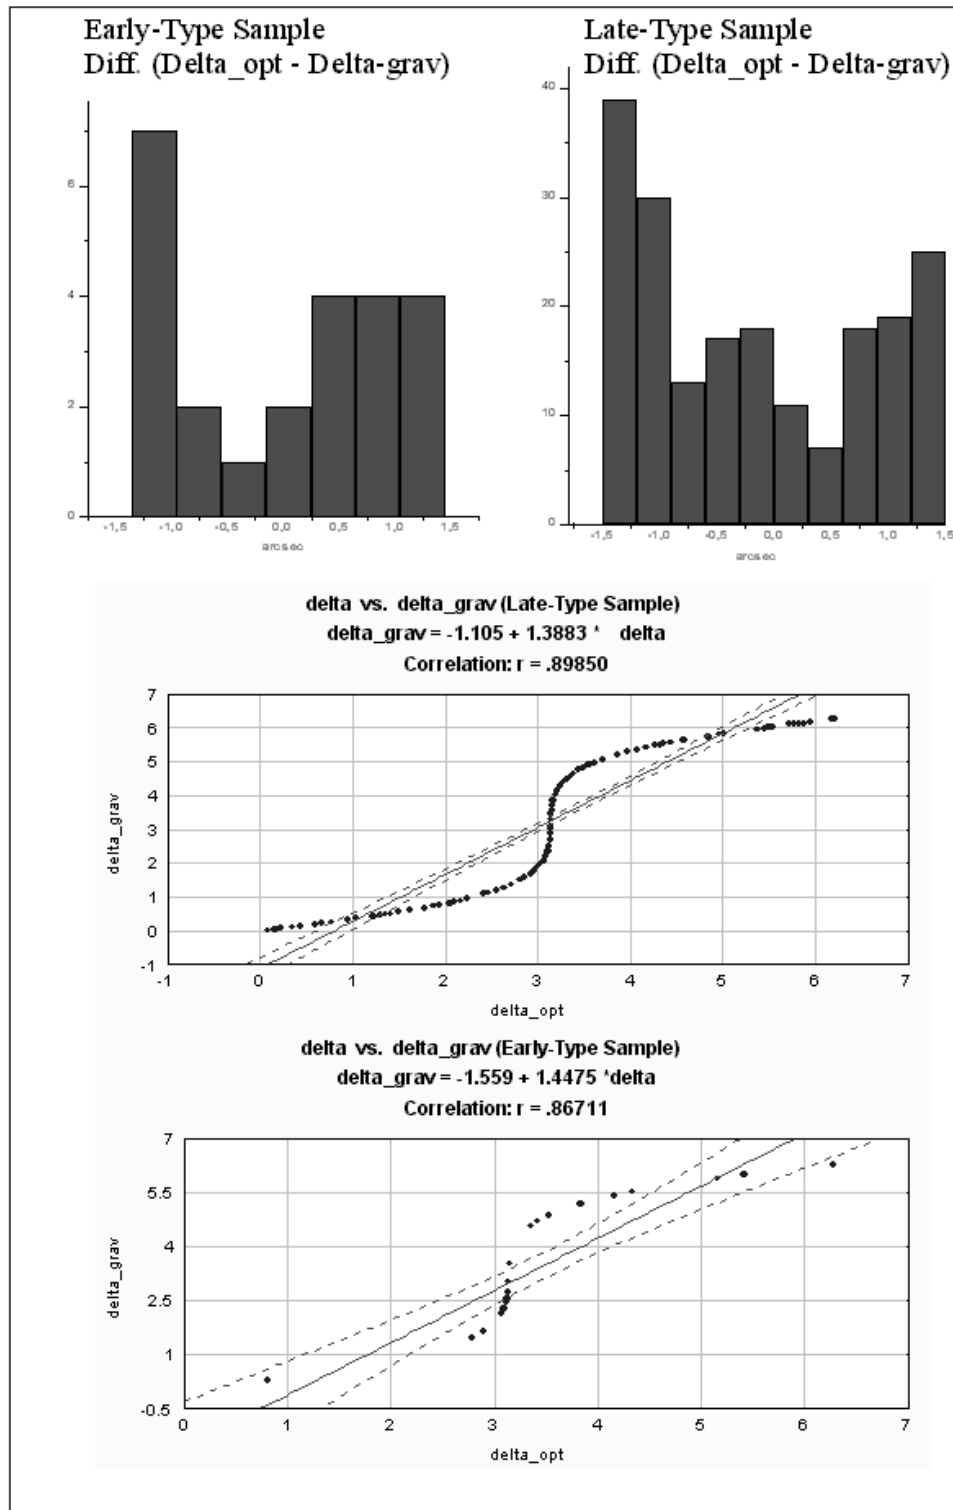 Early-Type Sample
Diff. (Delta_opt - Delta-grav)
6
4
2
0
-1,5 -1,0 -0,5 0,0 0,5 1,0 1,5
arcsec
Late-Type Sample
Diff. (Delta_opt - Delta-grav)
40
30
20
10
0
-1,5 -1,0 -0,5 0,0 0,5 1,0 1,5
arcsec
delta vs. delta_grav (Late-Type Sample)
delta_grav = -1.105 + 1.3883 * delta
Correlation: r = .89850
7
6
5
4
3
2
1
0
-1
delta_grav
-1 0 1 2 3 4 5 6 7
delta_opt
delta vs. delta_grav (Early-Type Sample)
delta_grav = -1.559 + 1.4475 *delta
Correlation: r = .86711
7
5.5
4
2.5
1
-0.5
delta_grav
0 1 2 3 4 5 6 7
delta_opt